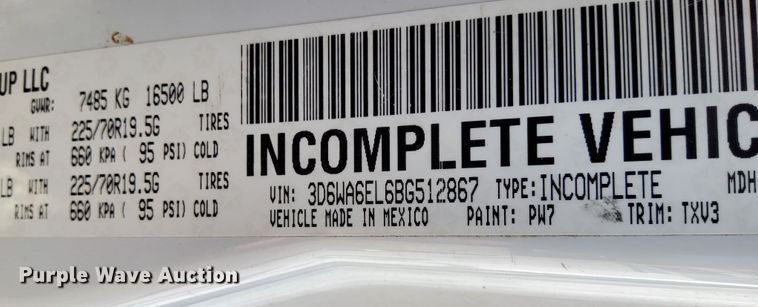 UP LLC
GVWR: 7485 KG 16500 LB
LB WITH 225/70R19.5G TIRES
RIMS AT 660 KPA ( 95 PSI) COLD
LB WITH 225/70R19.5G TIRES
RIMS AT 660 KPA ( 95 PSI) COLD
INCOMPLETE VEHIC
VIN: 3D6WA6EL6BG512867 TYPE: INCOMPLETE MDH
VEHICLE MADE IN MEXICO PAINT: PW7 TRIM: TXV3
Purple Wave Auction